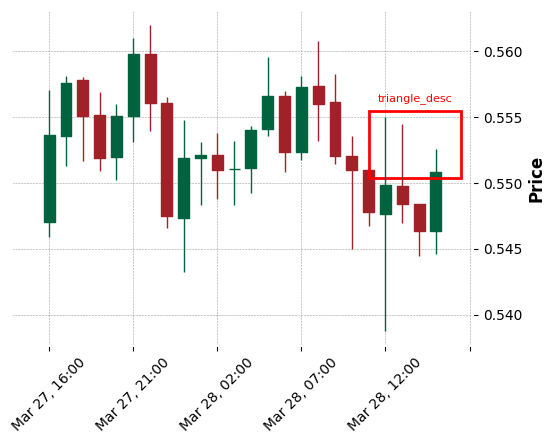 triangle_desc
0.560
0.555
0.550
0.545
0.540
Price
Mar 27, 16:00
Mar 27, 21:00
Mar 28, 02:00
Mar 28, 07:00
Mar 28, 12:00